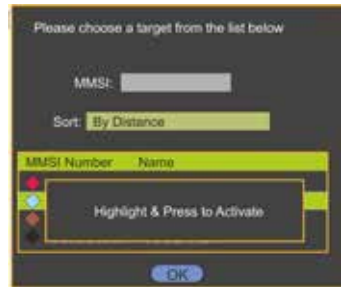 Please choose a target from the list below
MMSI:
Sort: By Distance
MMSI Number Name
Highlight & Press to Activate
OK